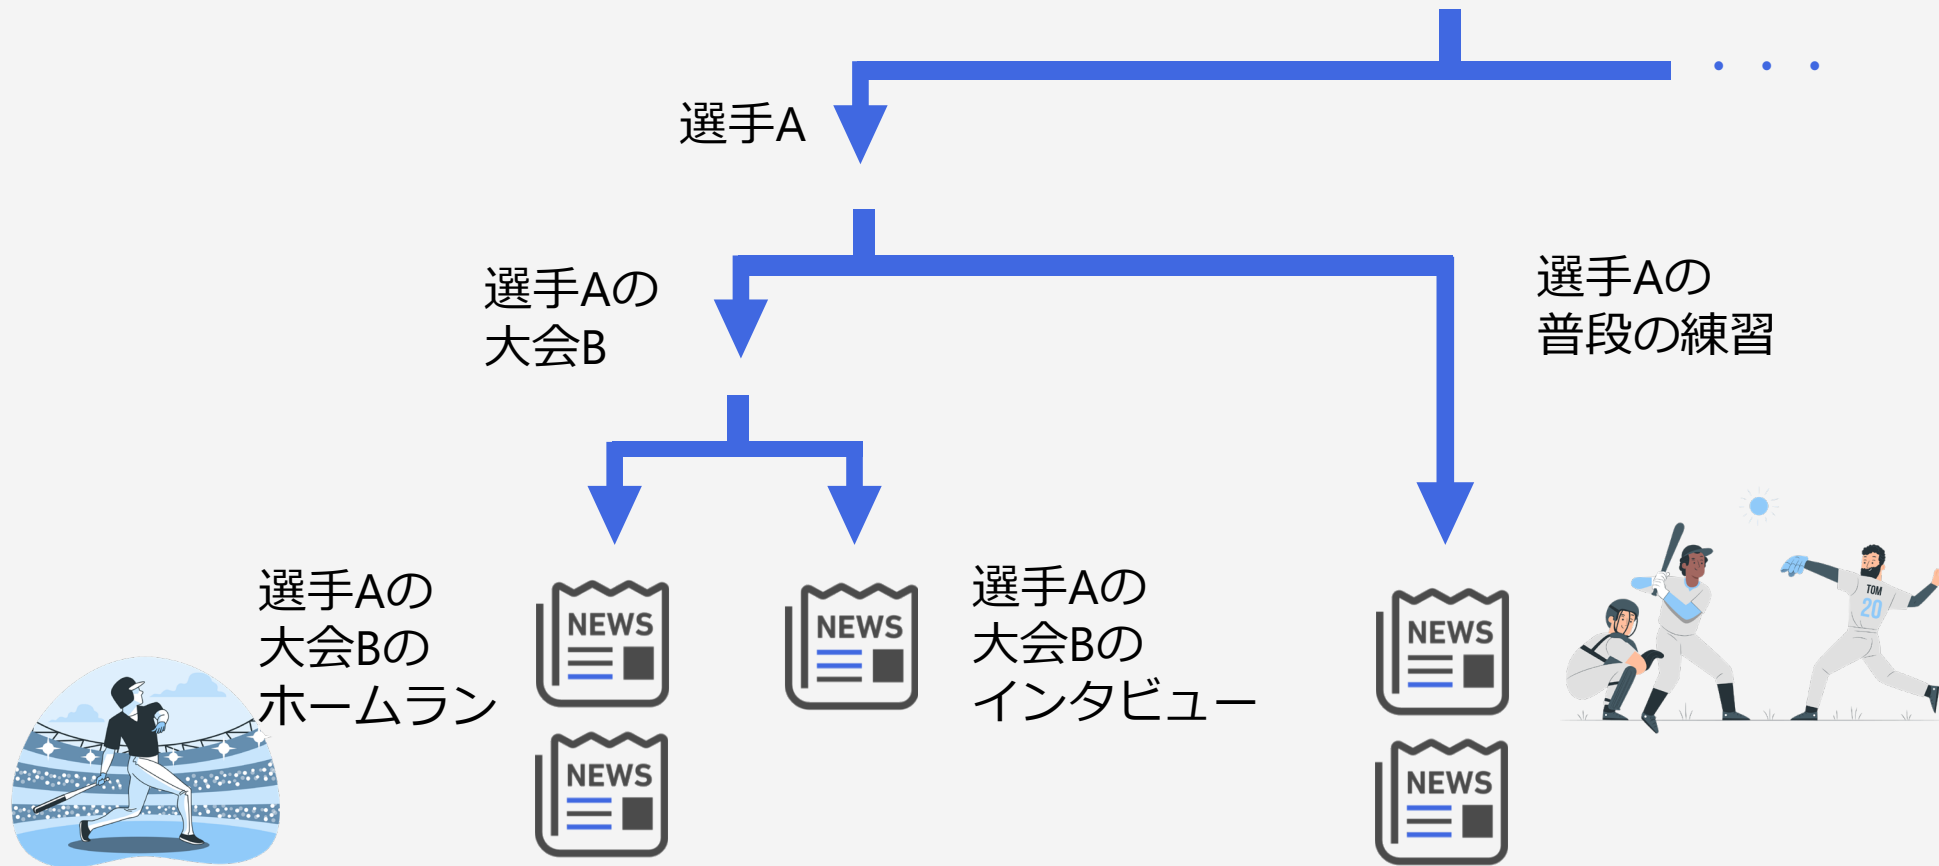 選手A
選手Aの
大会B
選手Aの
普段の練習
選手Aの
大会Bの
ホームラン
NEWS
NEWS
選手Aの
大会Bの
インタビュー
NEWS
TOM
20
NEWS
NEWS